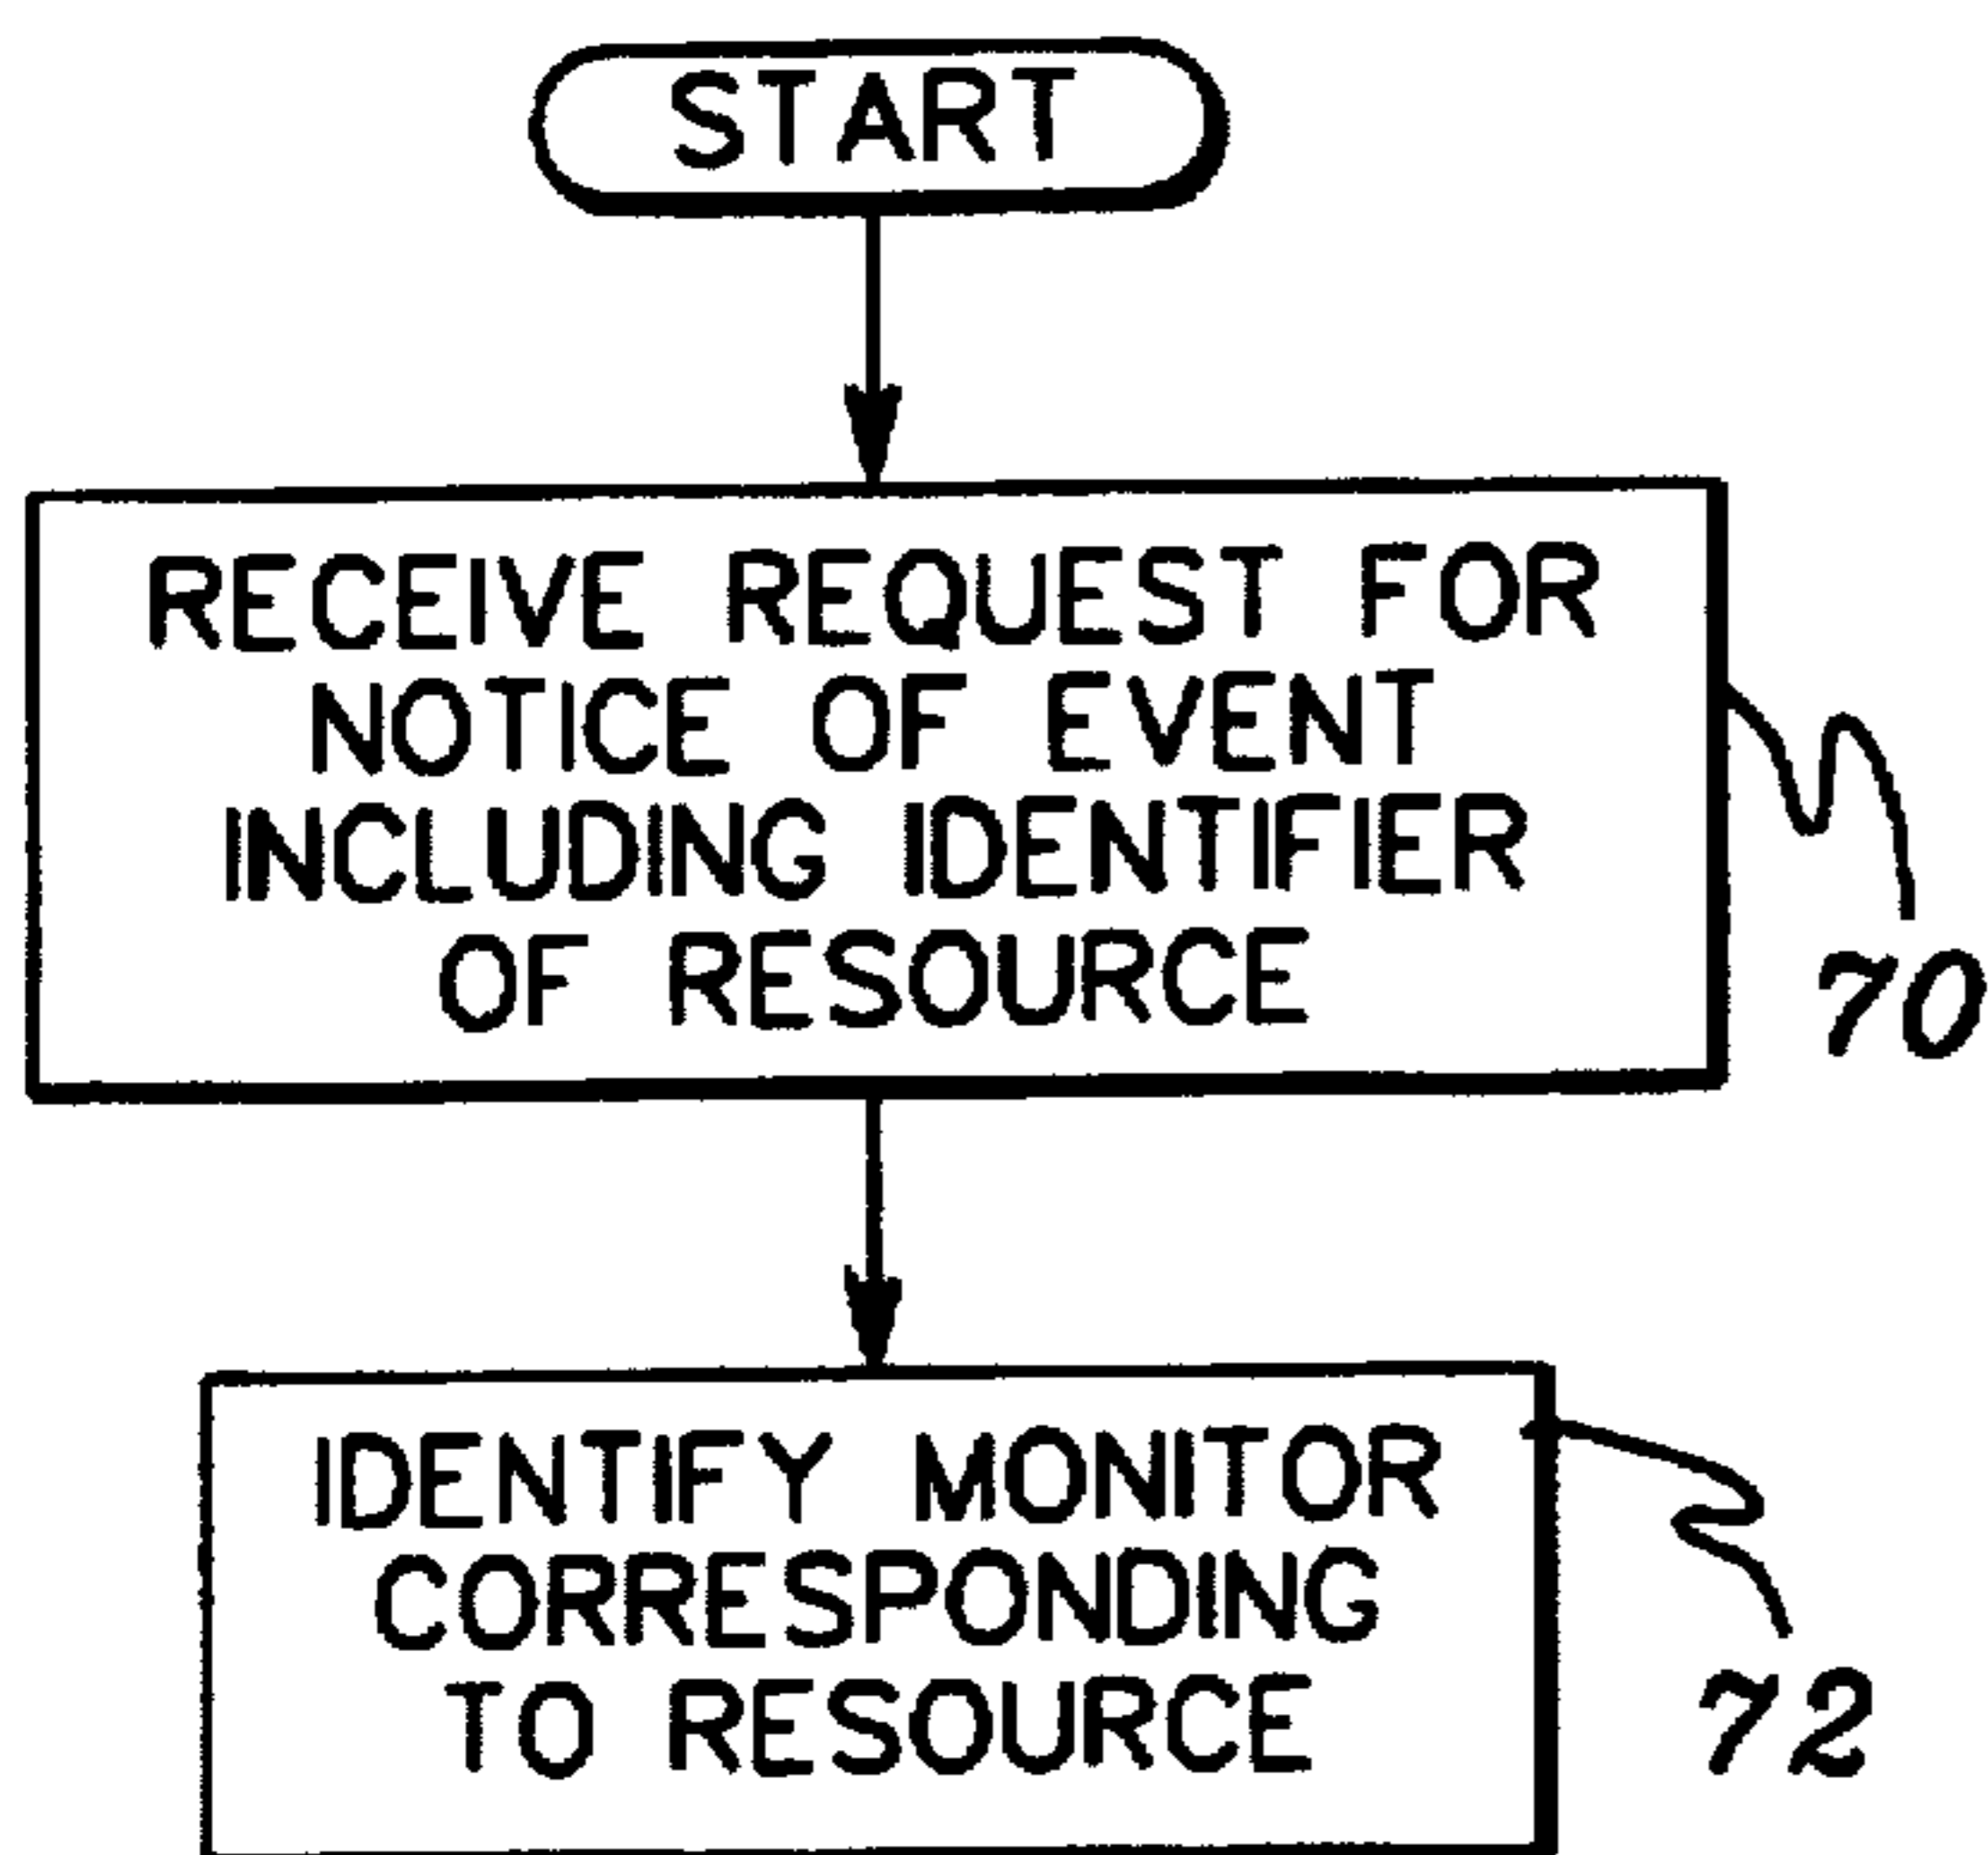 START
RECEIVE REQUEST FOR
NOTICE OF EVENT
INCLUDING IDENTIFIER
OF RESOURCE
70
IDENTIFY MONITOR
CORRESPONDING
TO RESOURCE
72